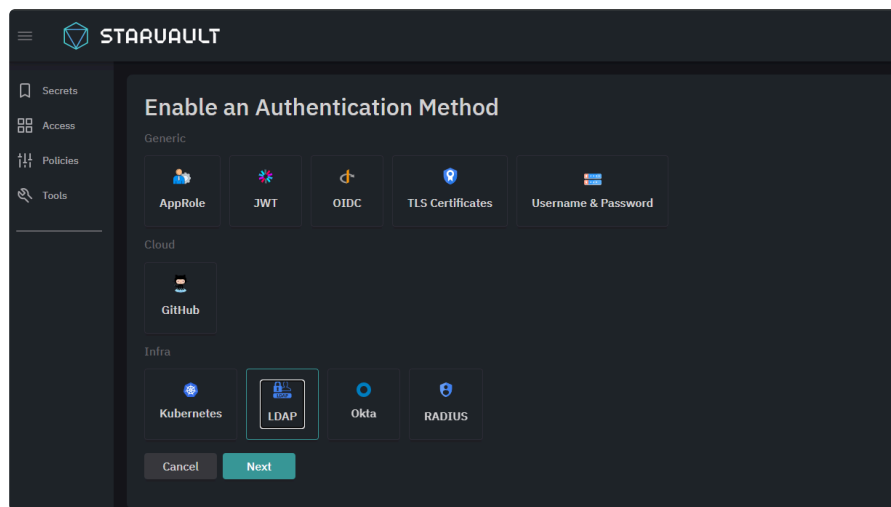 STARVAULT
Secrets
Access
Policies
Tools
Enable an Authentication Method
Generic
AppRole
JWT
OIDC
TLS Certificates
Username & Password
Cloud
GitHub
Infra
Kubernetes
LDAP
LDAP
Okta
RADIUS
Cancel
Next